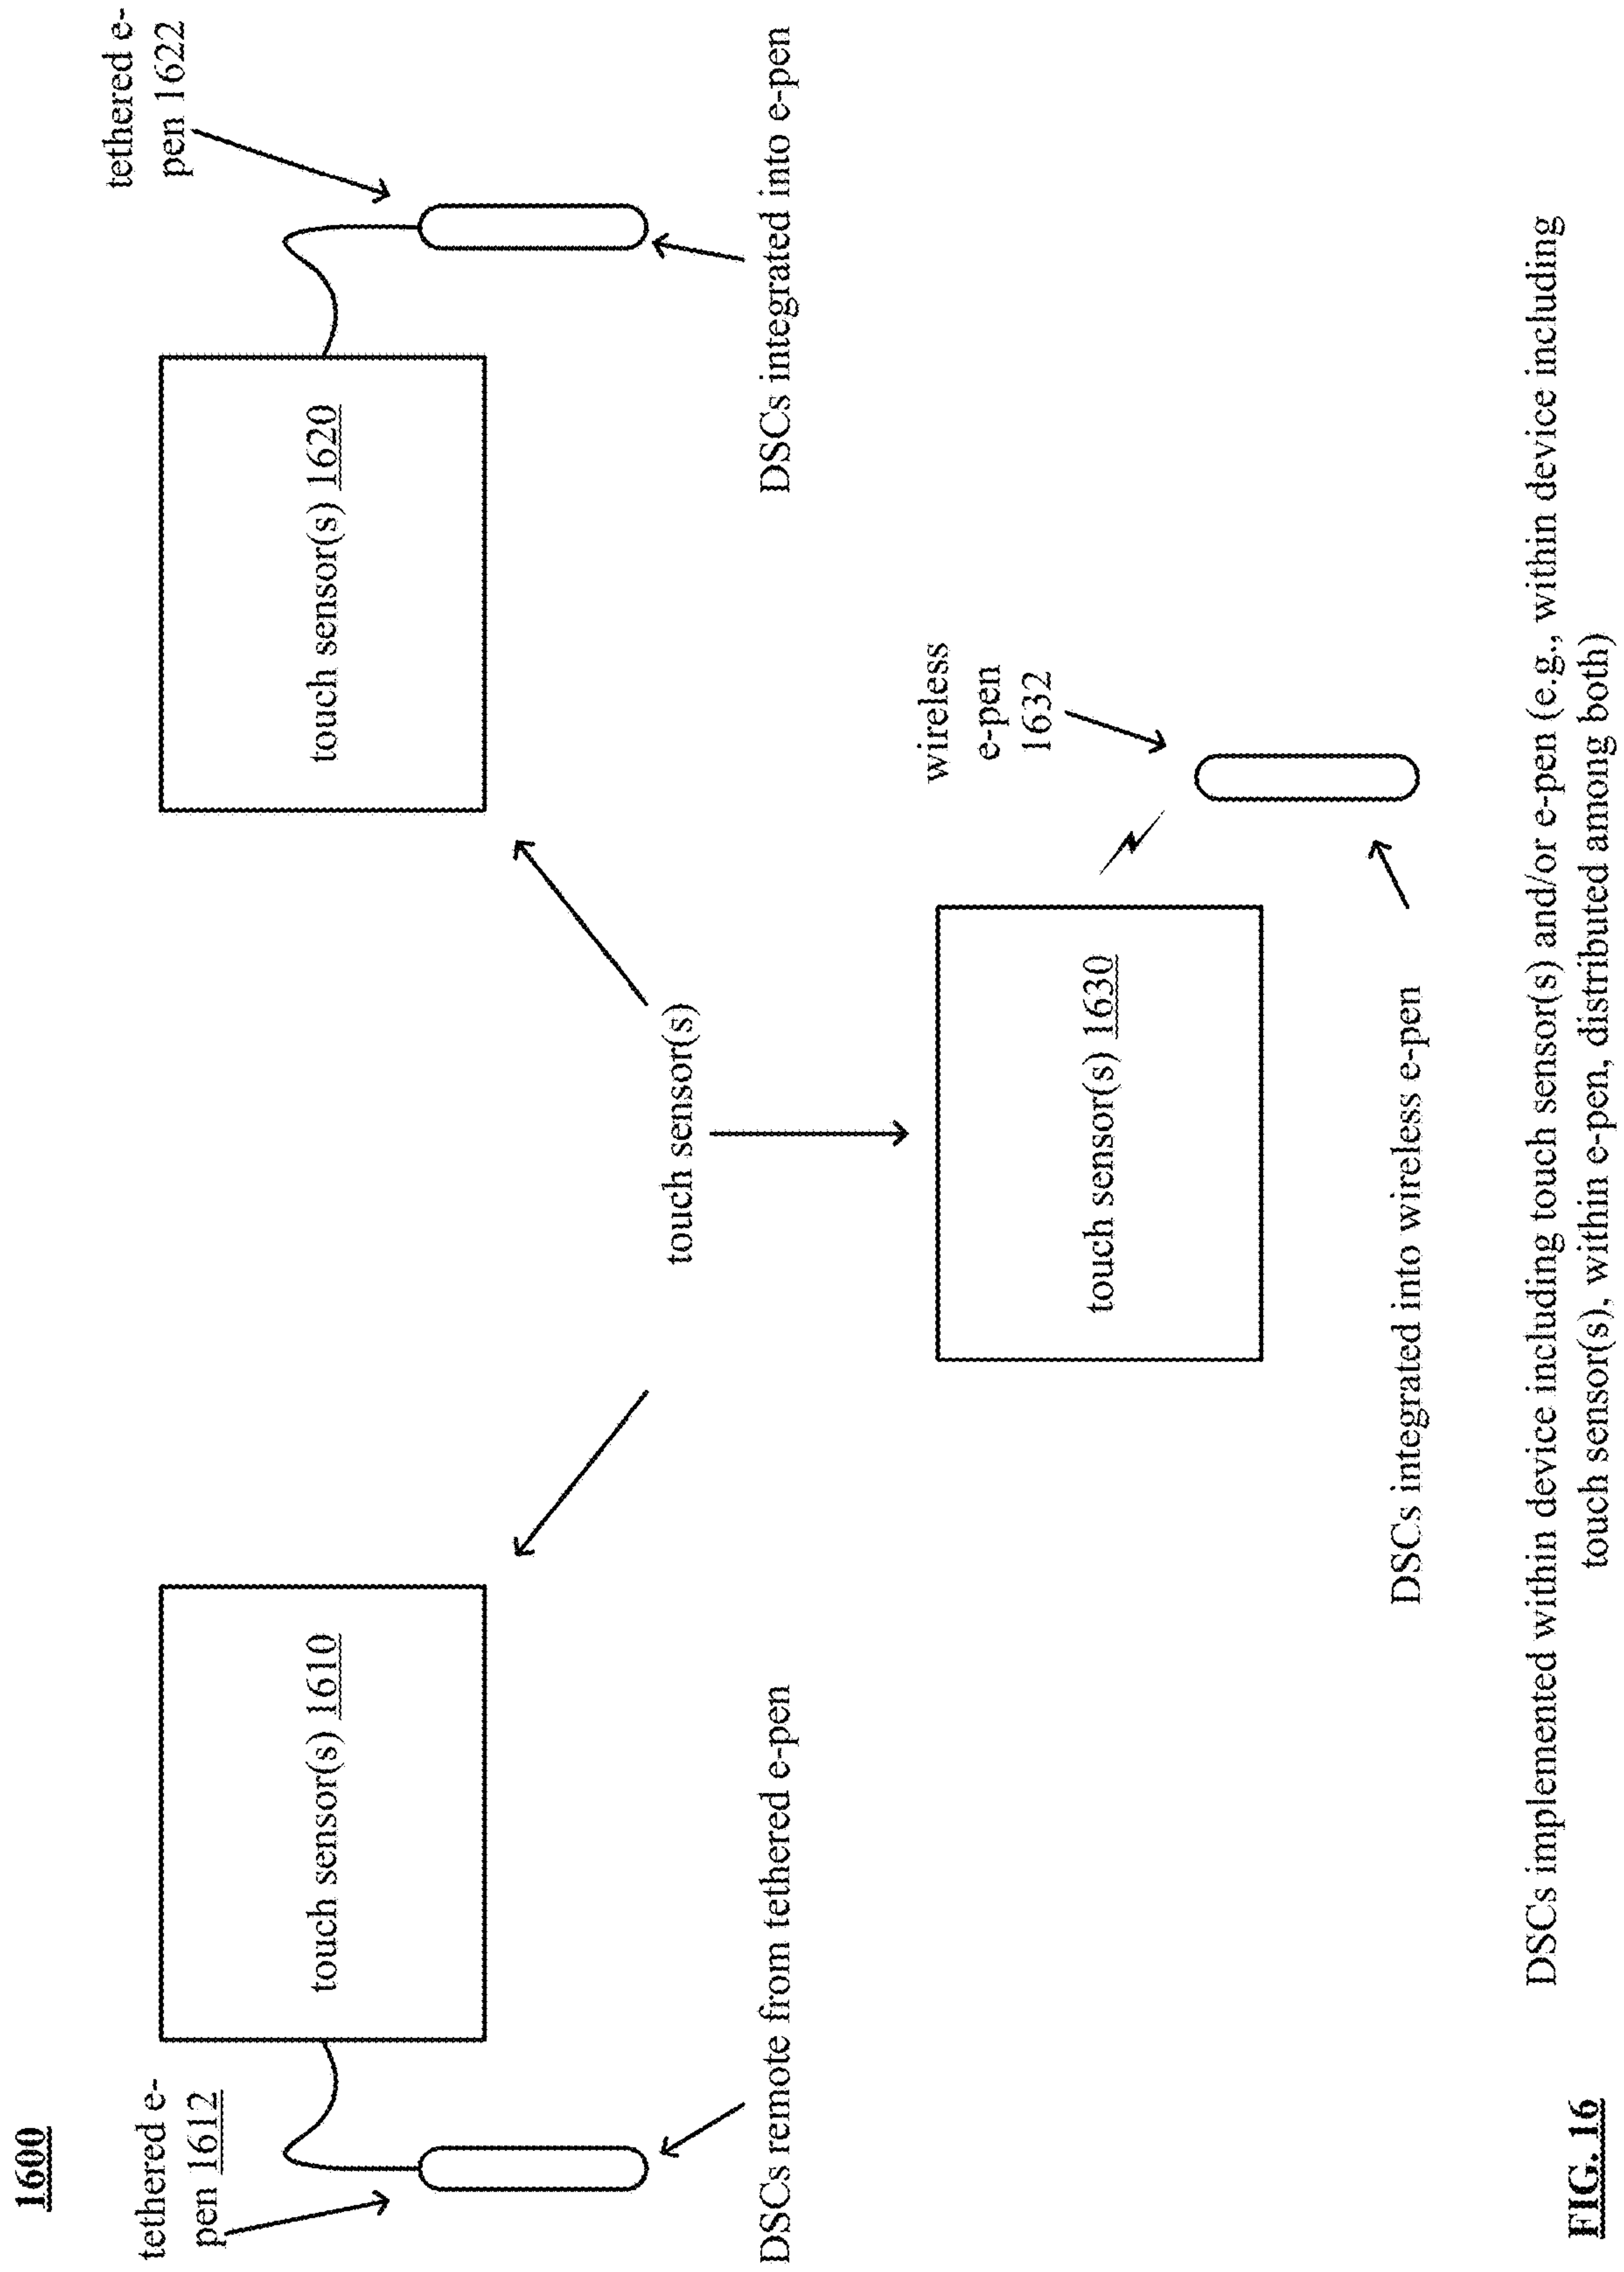 1600
tethered e-
pen 1612
touch sensor(s) 1610
DSCs remote from tethered e-pen
tethered e-
pen 1622
touch sensor(s) 1620
DSCs integrated into e-pen
touch sensor(s)
wireless
e-pen
1632
touch sensor(s) 1630
DSCs integrated into wireless e-pen
DSCs implemented within device including touch sensor(s) and/or e-pen (e.g., within device including
touch sensor(s), within e-pen, distributed among both)
FIG. 16